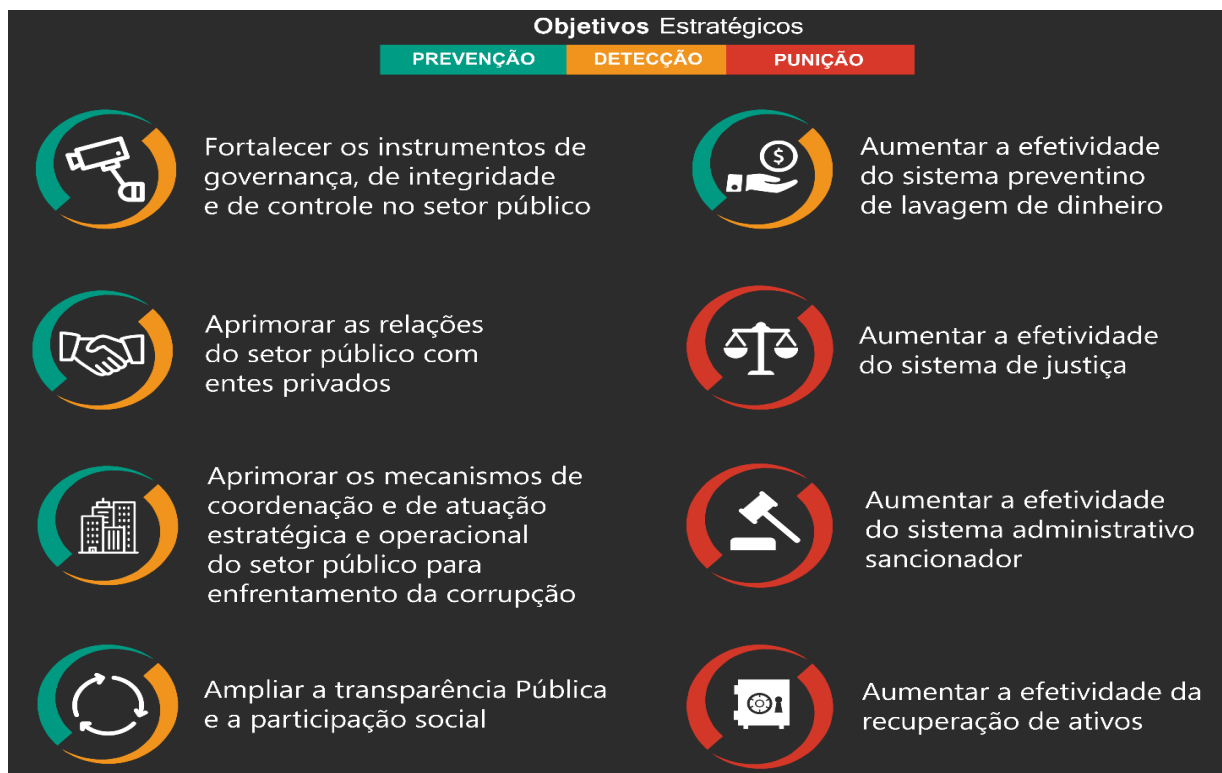 Objetivos Estratégicos
PREVENÇÃO DETECÇÃO PUNIÇÃO
Fortalecer os instrumentos de
governança, de integridade
e de controle no setor público
Aprimorar as relações
do setor público com
entes privados
Aprimorar os mecanismos de
coordenação e de atuação
estratégica e operacional
do setor público para
enfrentamento da corrupção
Ampliar a transparência Pública
e a participação social
Aumentar a efetividade
do sistema preventino
de lavagem de dinheiro
Aumentar a efetividade
do sistema de justiça
Aumentar a efetividade
do sistema administrativo
sancionador
Aumentar a efetividade da
recuperação de ativos